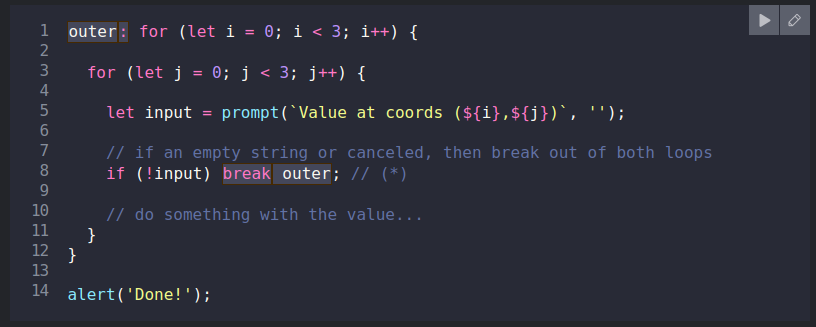 1 outer: for (let i = 0; i < 3; i++) {
2
3   for (let j = 0; j < 3; j++) {
4
5     let input = prompt(`Value at coords (${i},${j})`, '');
6
7     // if an empty string or canceled, then break out of both loops
8     if (!input) break outer; // (*)
9
10     // do something with the value...
11   }
12 }
13
14 alert('Done!');